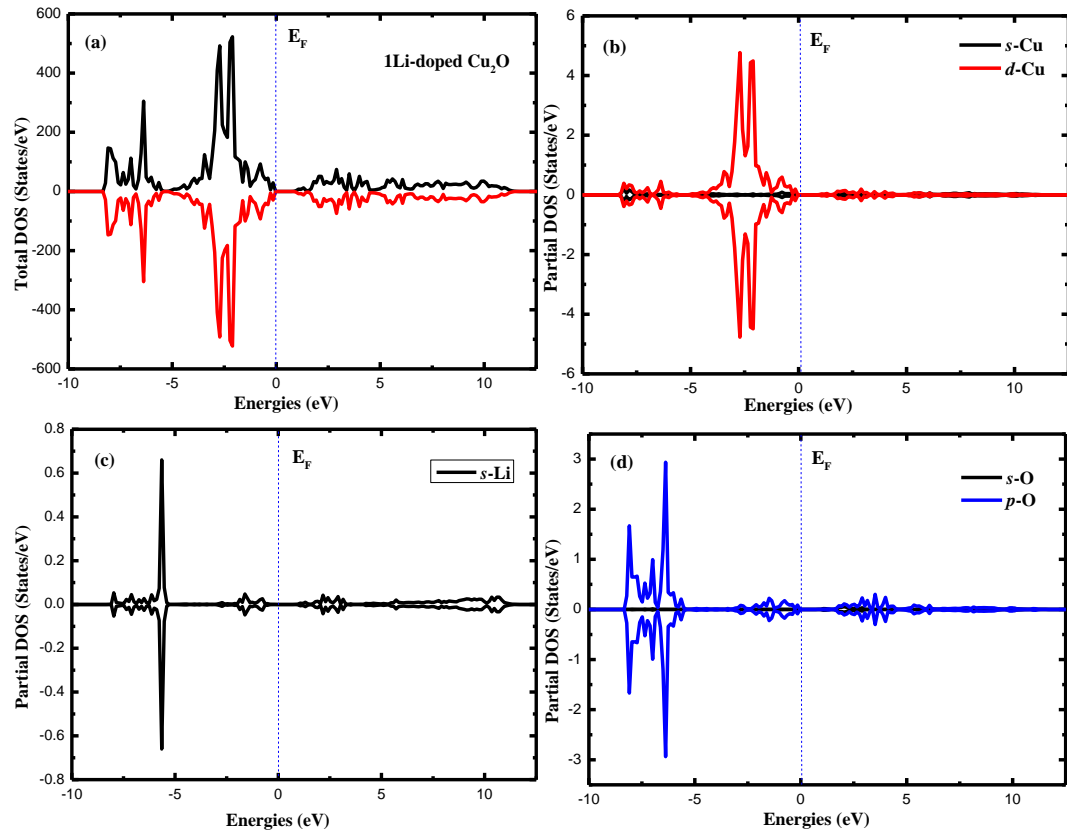 (a)
E_F
1Li-doped Cu₂O
Total DOS (States/eV)
600
400
200
0
-200
-400
-600
-10
-5
0
5
10
Energies (eV)
(b)
E_F
s-Cu
d-Cu
Partial DOS (States/eV)
6
4
2
0
-2
-4
-6
-10
-5
0
5
10
Energies (eV)
(c)
E_F
s-Li
Partial DOS (States/eV)
0.8
0.6
0.4
0.2
0.0
-0.2
-0.4
-0.6
-0.8
-10
-5
0
5
10
Energies (eV)
(d)
E_F
s-O
p-O
Partial DOS (States/eV)
3
2
1
0
-1
-2
-3
-10
-5
0
5
10
Energies (eV)